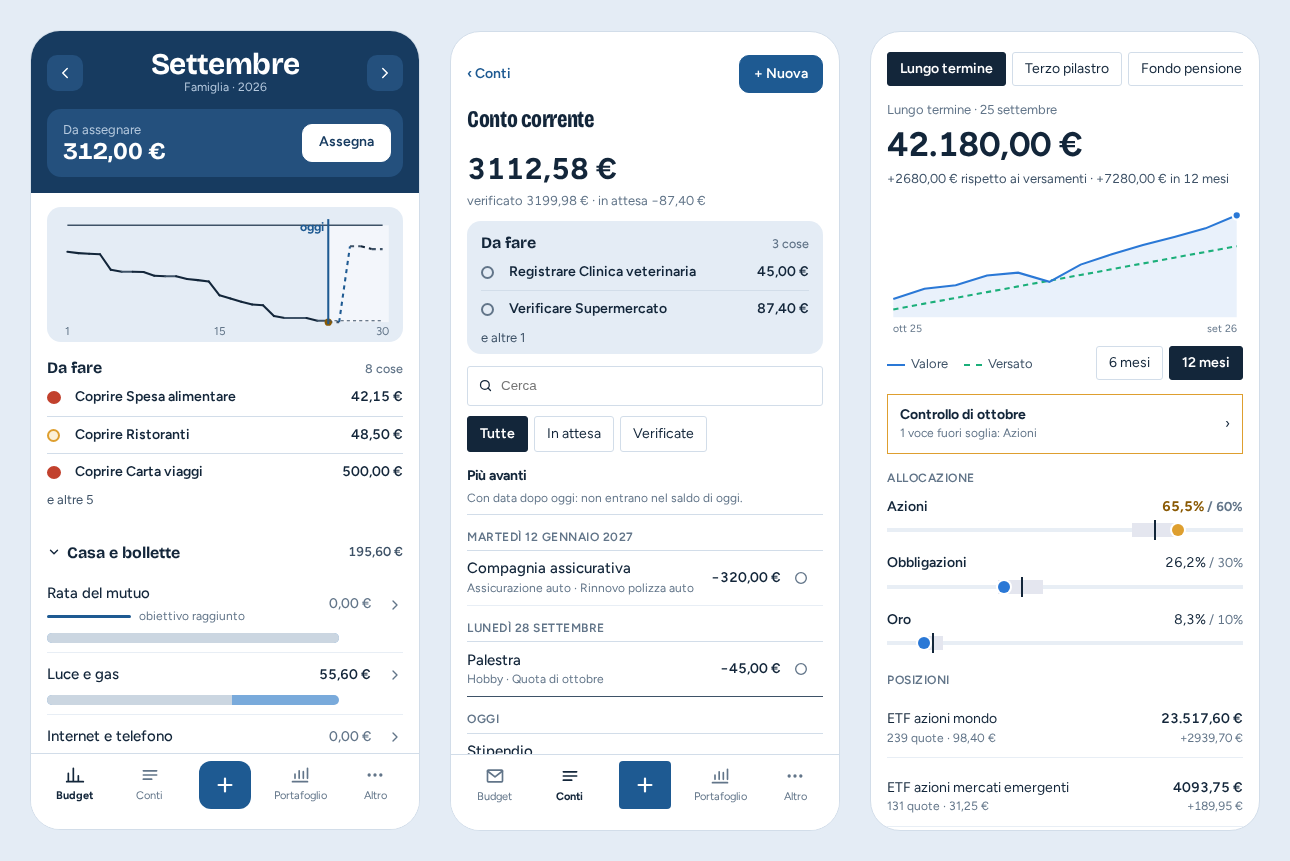 Settembre
Famiglia · 2026
Da assegnare
312,00 €
Assegna
oggi
1 15 30
Da fare 8 cose
Coprire Spesa alimentare 42,15 €
Coprire Ristoranti 48,50 €
Coprire Carta viaggi 500,00 €
e altre 5
Casa e bollette 195,60 €
Rata del mutuo 0,00 €
obiettivo raggiunto
Luce e gas 55,60 €
Internet e telefono 0,00 €
Budget Conti + Portafoglio Altro
‹ Conti + Nuova
Conto corrente
3112,58 €
verificato 3199,98 € · in attesa −87,40 €
Da fare 3 cose
Registrare Clinica veterinaria 45,00 €
Verificare Supermercato 87,40 €
e altre 1
Cerca
Tutte In attesa Verificate
Più avanti
Con data dopo oggi: non entrano nel saldo di oggi.
MARTEDÌ 12 GENNAIO 2027
Compagnia assicurativa −320,00 €
Assicurazione auto · Rinnovo polizza auto
LUNEDÌ 28 SETTEMBRE
Palestra −45,00 €
Hobby · Quota di ottobre
OGGI
Stipendio
Budget Conti + Portafoglio Altro
Lungo termine Terzo pilastro Fondo pensione
Lungo termine · 25 settembre
42.180,00 €
+2680,00 € rispetto ai versamenti · +7280,00 € in 12 mesi
ott 25 set 26
Valore Versato 6 mesi 12 mesi
Controllo di ottobre
1 voce fuori soglia: Azioni ›
ALLOCAZIONE
Azioni 65,5% / 60%
Obbligazioni 26,2% / 30%
Oro 8,3% / 10%
POSIZIONI
ETF azioni mondo 23.517,60 €
239 quote · 98,40 € +2939,70 €
ETF azioni mercati emergenti 4093,75 €
131 quote · 31,25 € +189,95 €